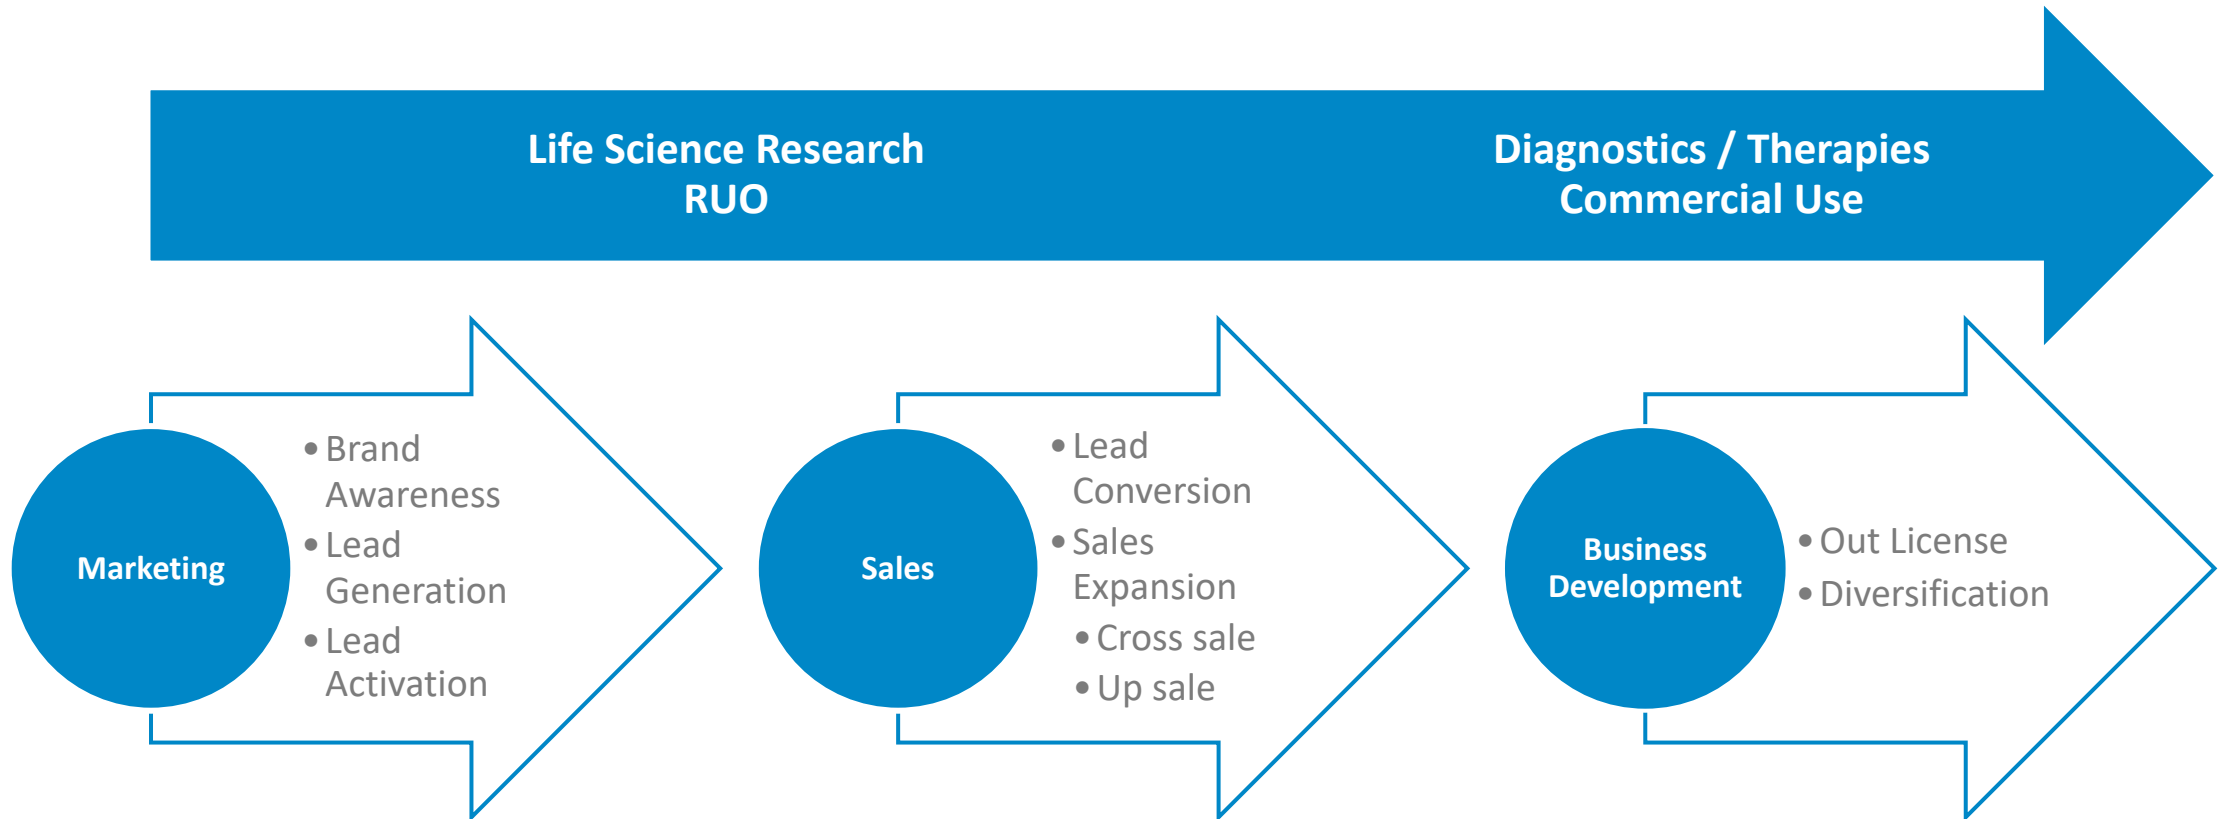 Life Science Research
RUO
Diagnostics / Therapies
Commercial Use
Marketing
• Brand
Awareness
• Lead
Generation
• Lead
Activation
Sales
• Lead
Conversion
• Sales
Expansion
• Cross sale
• Up sale
Business
Development
• Out License
• Diversification